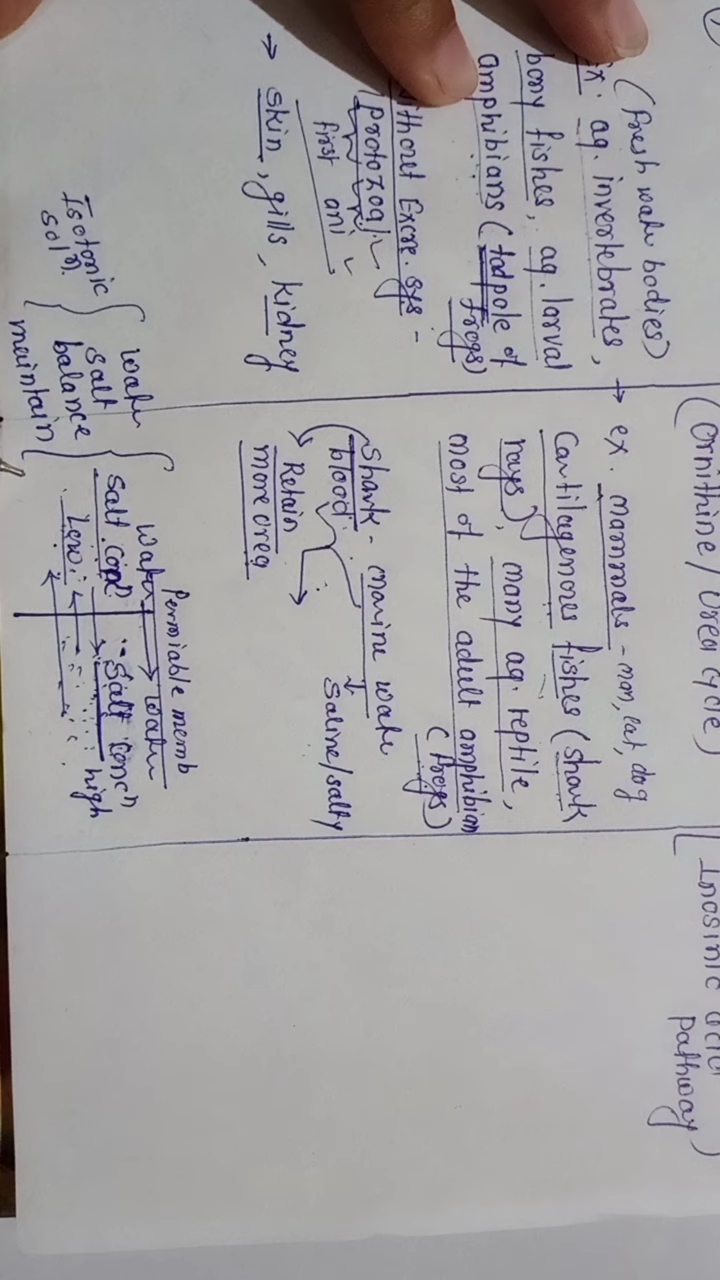 (fresh water bodies)
Ex. aq. invertebrates,
bony fishes, aq. larval
amphibians (tadpole of
frogs)
without Excre. sys -
protozoa
first ani
→ skin, gills, kidney
Isotonic
soln.
water
salt
balance
maintain
(Ornithine/Urea cycle)
→ ex. mammals - man, cat, dog
Cartilagenores fishes (shark
rays), many aq. reptile,
most of the adult amphibian
(frogs)
Shark - marine water
blood
Saline/salty
Retain
more urea
Permiable memb
water → water
Salt conc
Salt concn
Low
high
Inosinic acid
pathway)